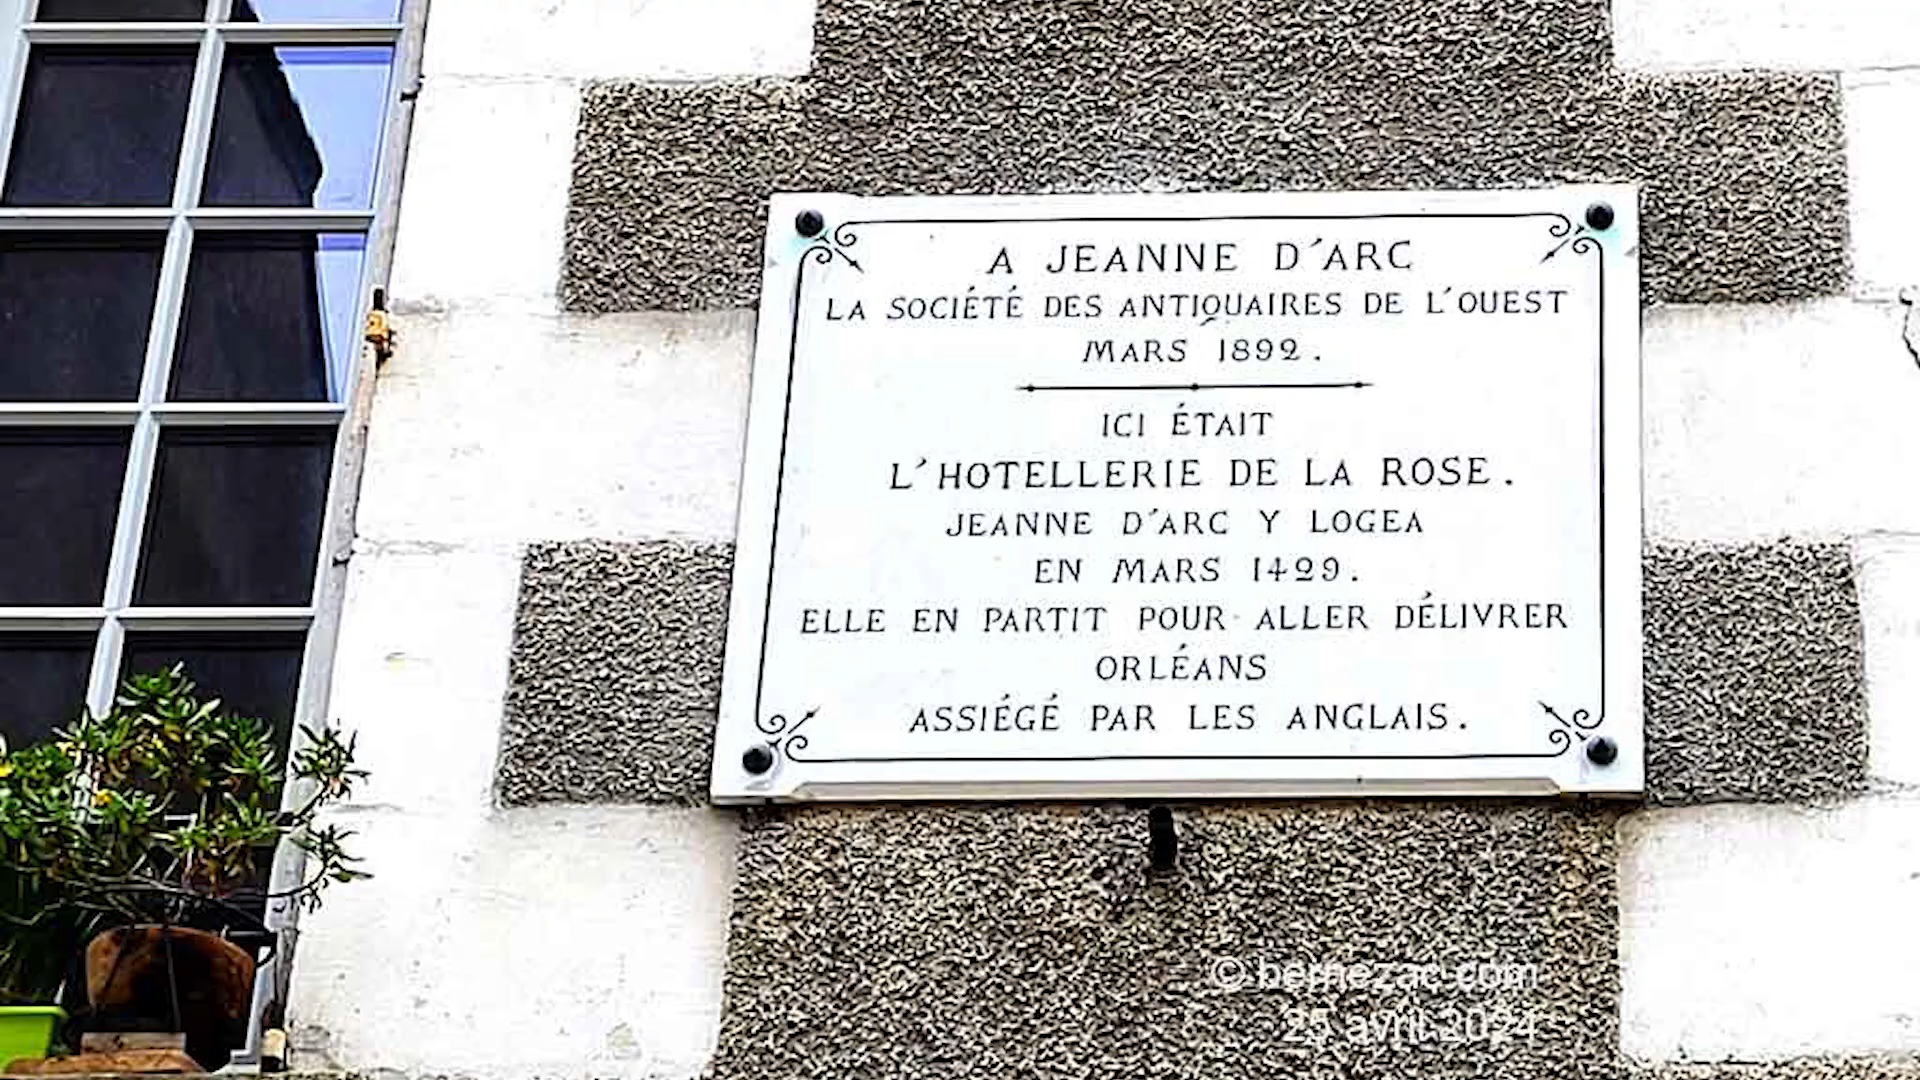 A JEANNE D'ARC
LA SOCIÉTÉ DES ANTIQUAIRES DE L'OUEST
MARS 1892.
ICI ÉTAIT
L'HOTELLERIE DE LA ROSE.
JEANNE D'ARC Y LOGEA
EN MARS 1429.
ELLE EN PARTIT POUR ALLER DÉLIVRER
ORLÉANS
ASSIÉGÉ PAR LES ANGLAIS.
© bernezac.com
25 avril 2024